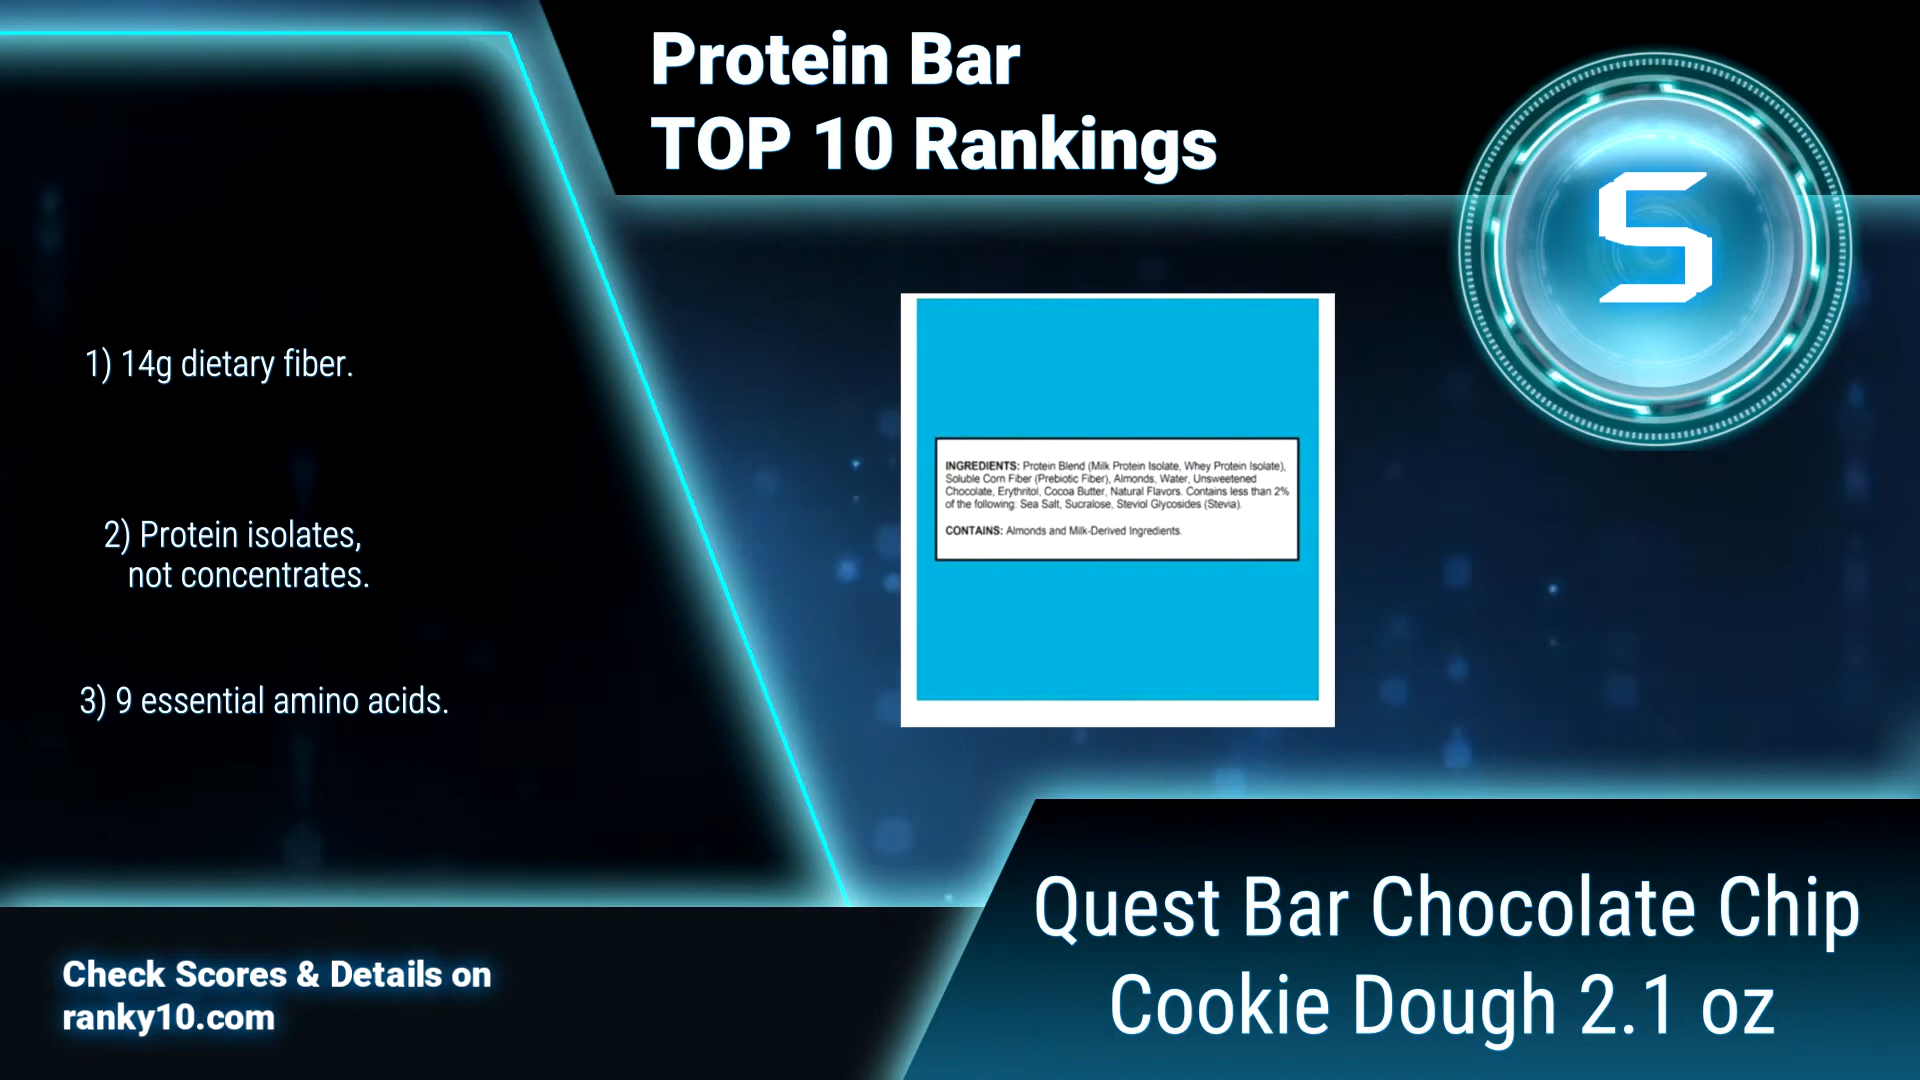 Protein Bar
TOP 10 Rankings
S
1) 14g dietary fiber.
2) Protein isolates,
not concentrates.
3) 9 essential amino acids.
INGREDIENTS: Protein Blend (Milk Protein Isolate, Whey Protein Isolate),
Soluble Corn Fiber (Prebiotic Fiber), Almonds, Water, Unsweetened
Chocolate, Erythritol, Cocoa Butter, Natural Flavors. Contains less than 2%
of the following: Sea Salt, Sucralose, Steviol Glycosides (Stevia).
CONTAINS: Almonds and Milk-Derived Ingredients.
Quest Bar Chocolate Chip
Cookie Dough 2.1 oz
Check Scores & Details on
ranky10.com